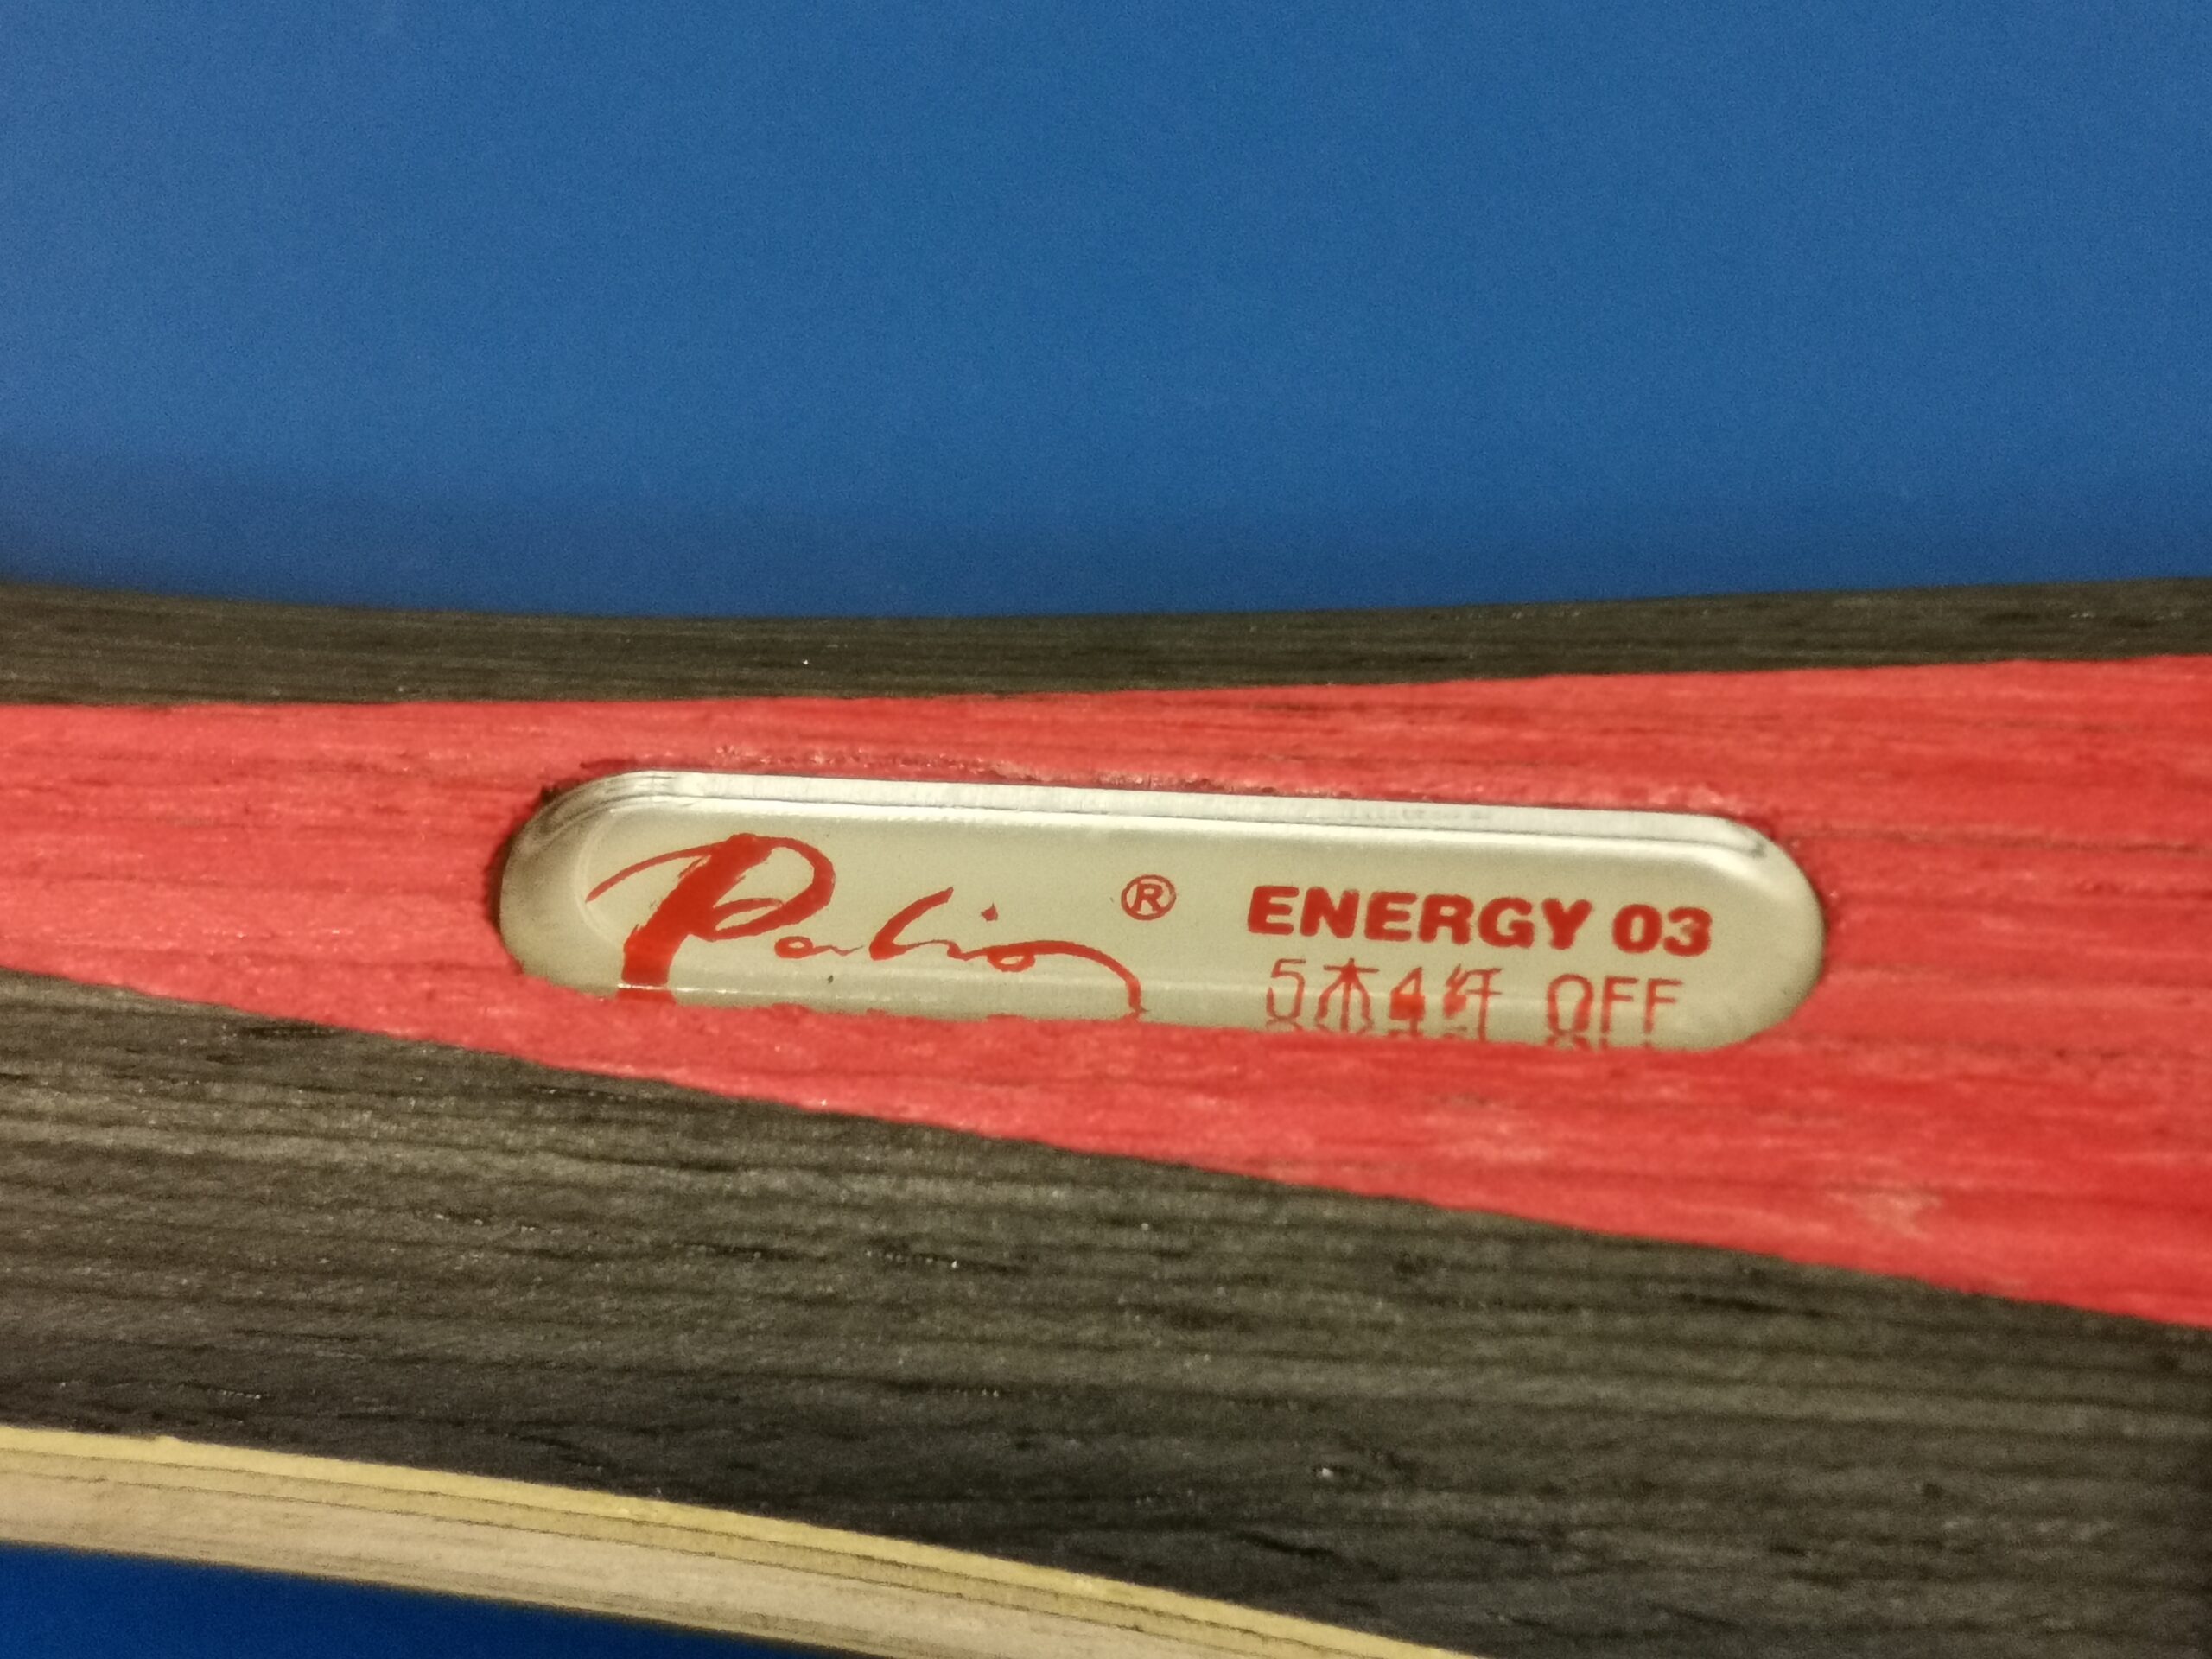 Palio ® ENERGY 03
5木4纤 OFF